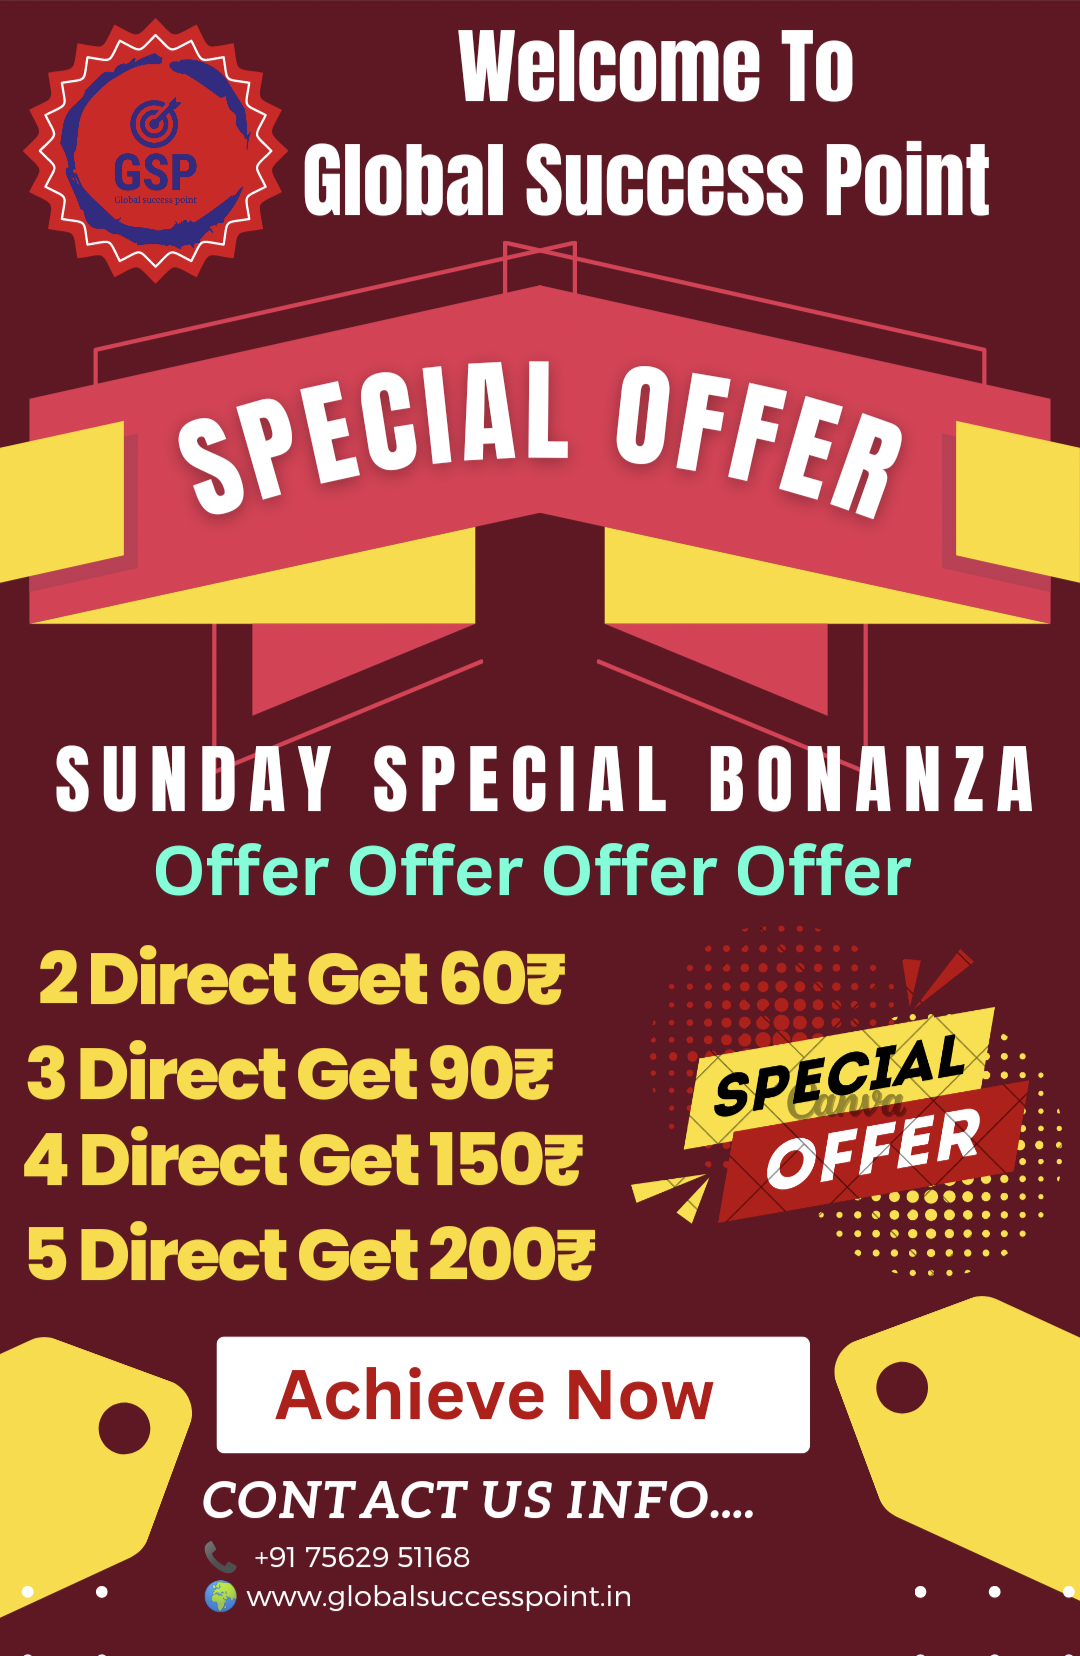 Welcome To
Global Success Point
GSP
Global success point
SPECIAL OFFER
SUNDAY SPECIAL BONANZA
Offer Offer Offer Offer
2 Direct Get 60₹
3 Direct Get 90₹
4 Direct Get 150₹
5 Direct Get 200₹
SPECIAL
Canva
OFFER
Achieve Now
CONTACT US INFO....
+91 75629 51168
www.globalsuccesspoint.in